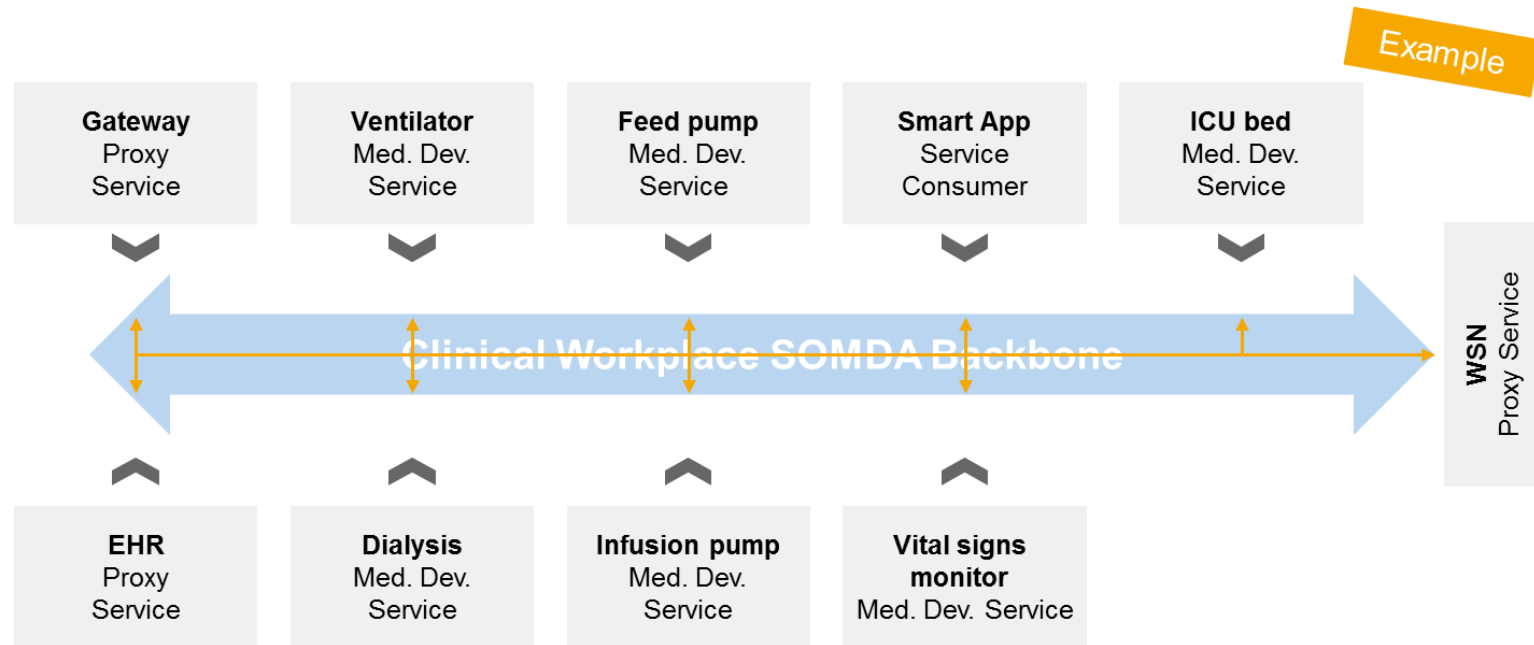 Example
Gateway
Proxy
Service
Ventilator
Med. Dev.
Service
Feed pump
Med. Dev.
Service
Smart App
Service
Consumer
ICU bed
Med. Dev.
Service
Clinical Workplace SOMDA Backbone
WSN
Proxy Service
EHR
Proxy
Service
Dialysis
Med. Dev.
Service
Infusion pump
Med. Dev.
Service
Vital signs
monitor
Med. Dev. Service